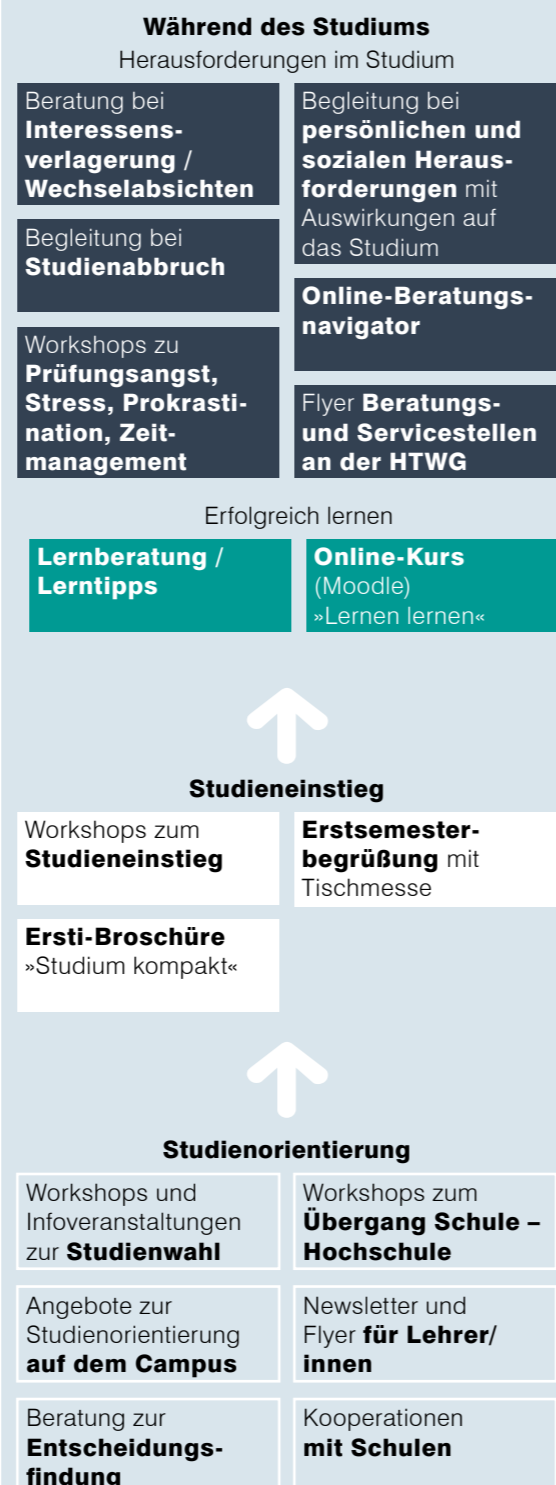 Während des Studiums
Herausforderungen im Studium
Beratung bei
Interessens-
verlagerung /
Wechselabsichten
Begleitung bei
Studienabbruch
Workshops zu
Prüfungsangst,
Stress, Prokrasti-
nation, Zeit-
management
Begleitung bei
persönlichen und
sozialen Heraus-
forderungen mit
Auswirkungen auf
das Studium
Online-Beratungs-
navigator
Flyer Beratungs-
und Servicestellen
an der HTWG
Erfolgreich lernen
Lernberatung /
Lerntipps
Online-Kurs
(Moodle)
»Lernen lernen«
Studieneinstieg
Workshops zum
Studieneinstieg
Erstsemester-
begrüßung mit
Tischmesse
Ersti-Broschüre
»Studium kompakt«
Studienorientierung
Workshops und
Infoveranstaltungen
zur Studienwahl
Workshops zum
Übergang Schule –
Hochschule
Angebote zur
Studienorientierung
auf dem Campus
Newsletter und
Flyer für Lehrer/
innen
Beratung zur
Entscheidungs-
findung
Kooperationen
mit Schulen